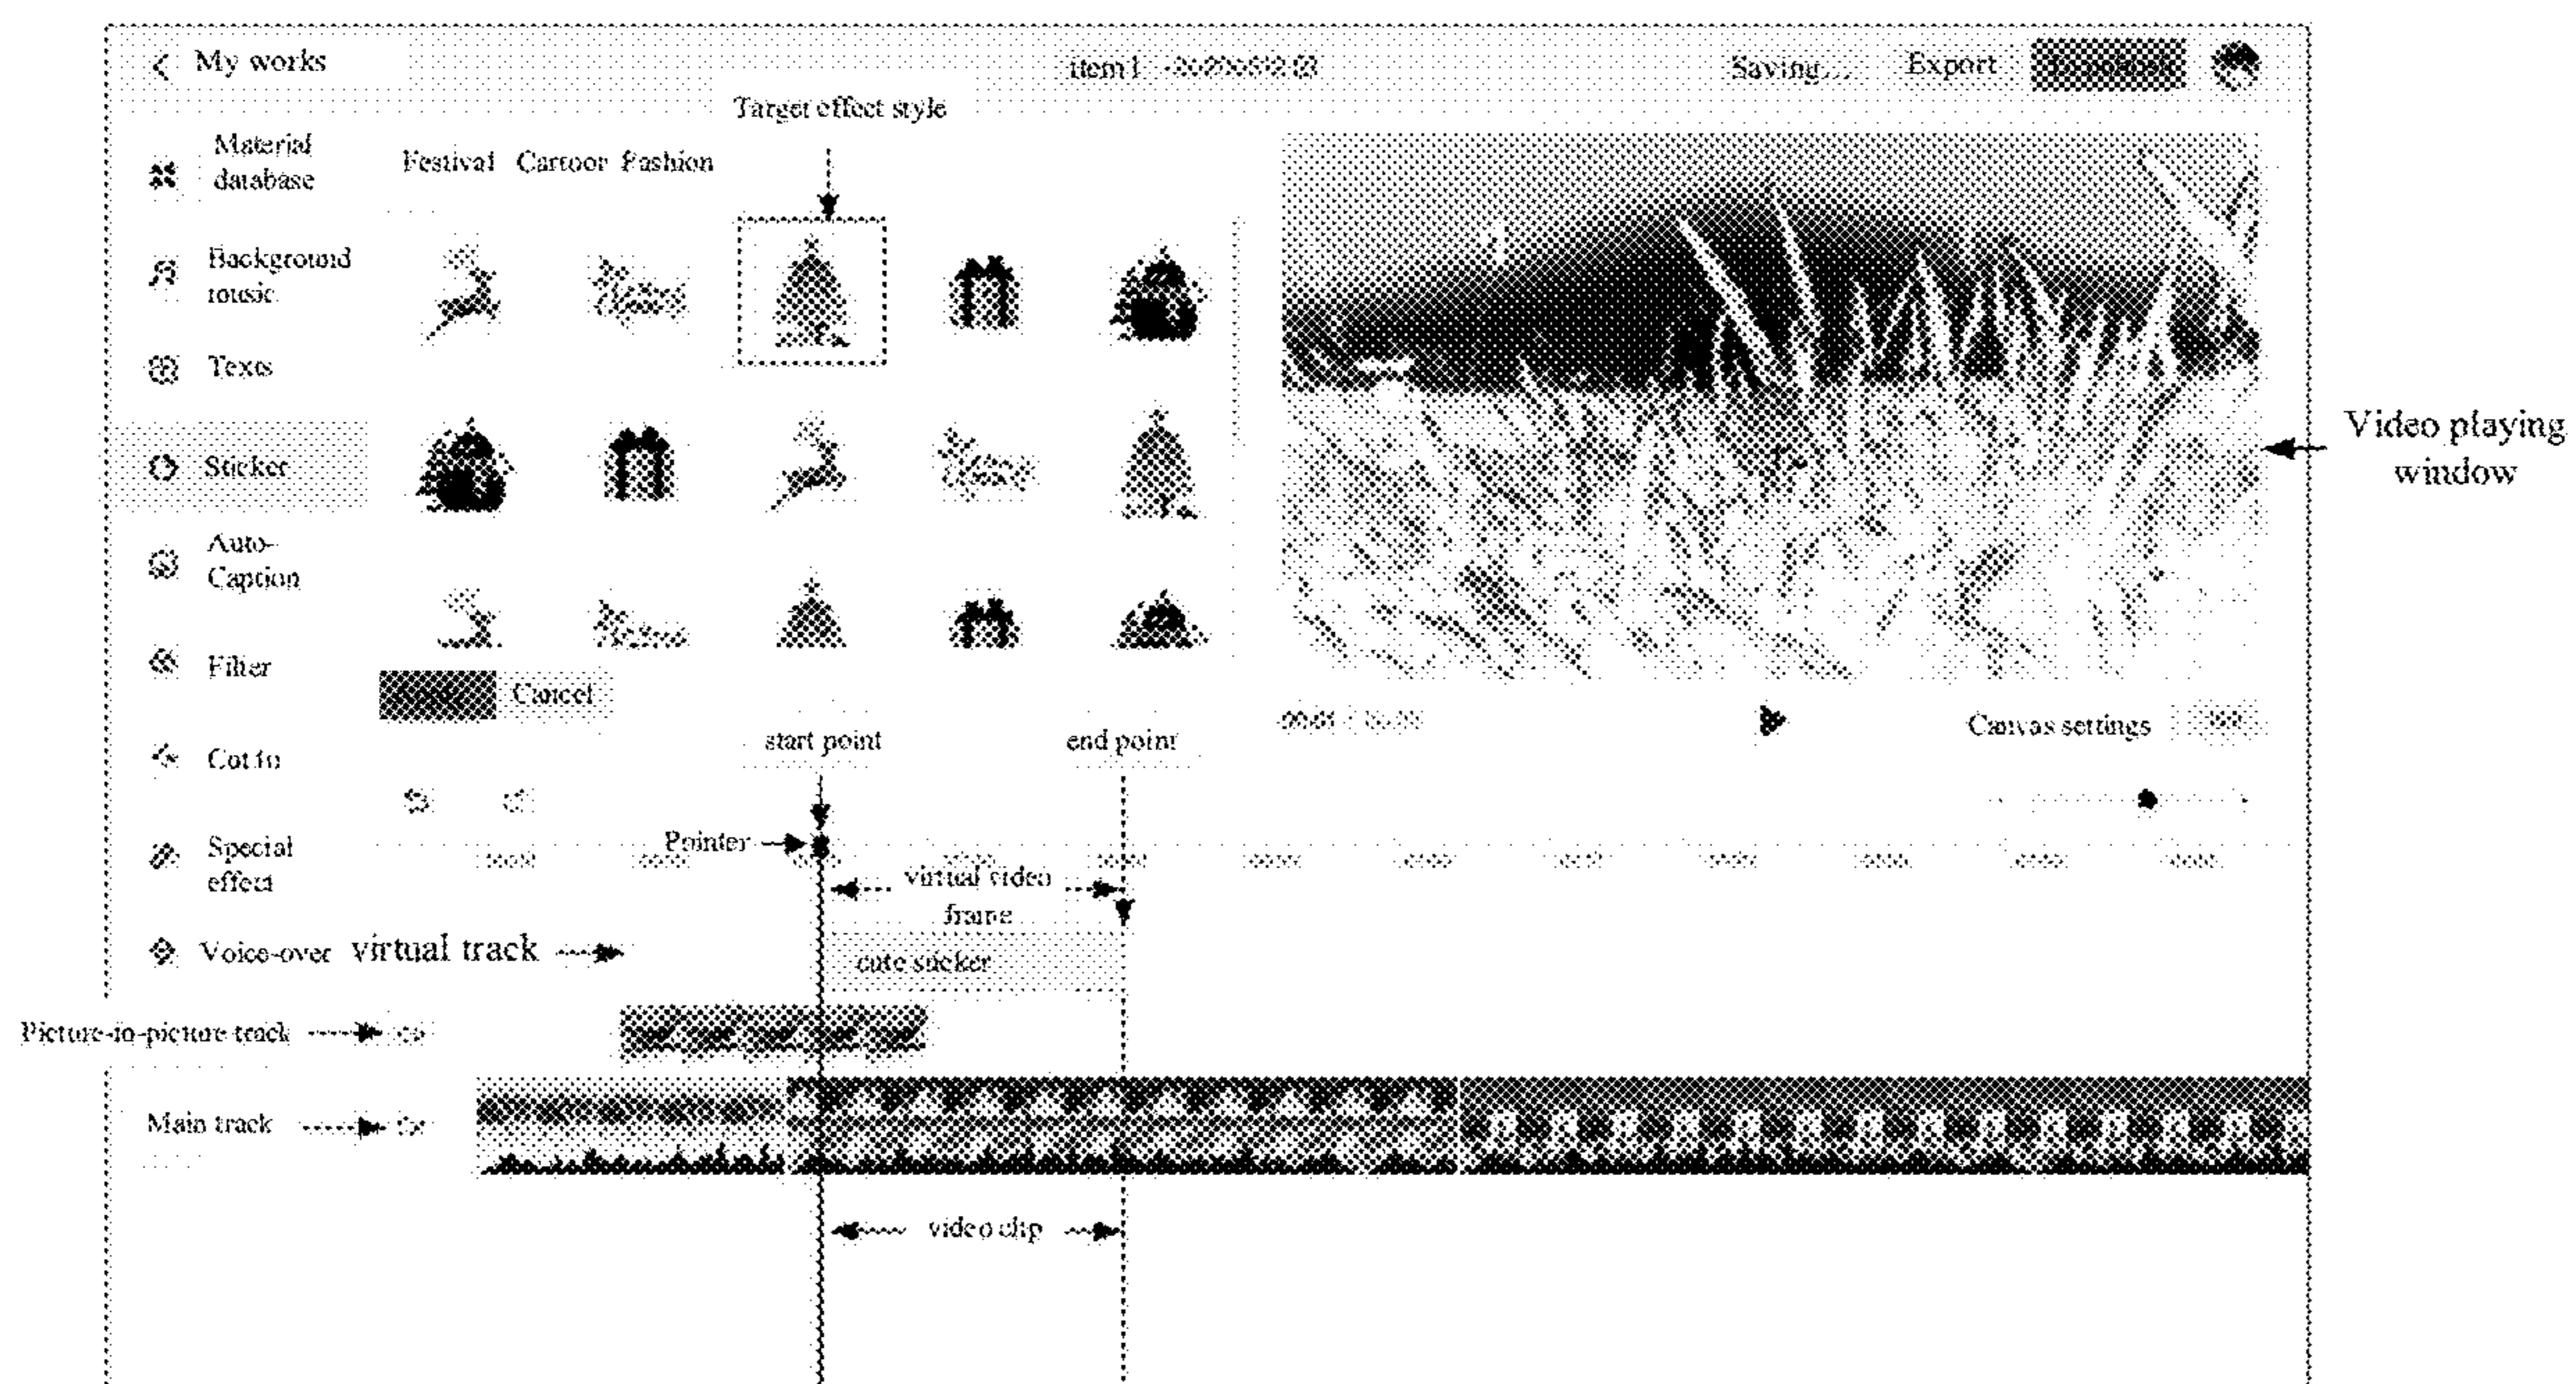 My works
item1
Saving...
Export
Target effect style
Material
database
Festival
Cartoor
Fashion
Background
music
Texts
Sticker
Video playing
window
Auto-
Caption
Filter
Cancel
start point
end point
Canvas settings
Cut to
Pointer
Special
effect
virtual video
frame
Voice-over
virtual track
cute sticker
Picture-in-picture track
Main track
video clip